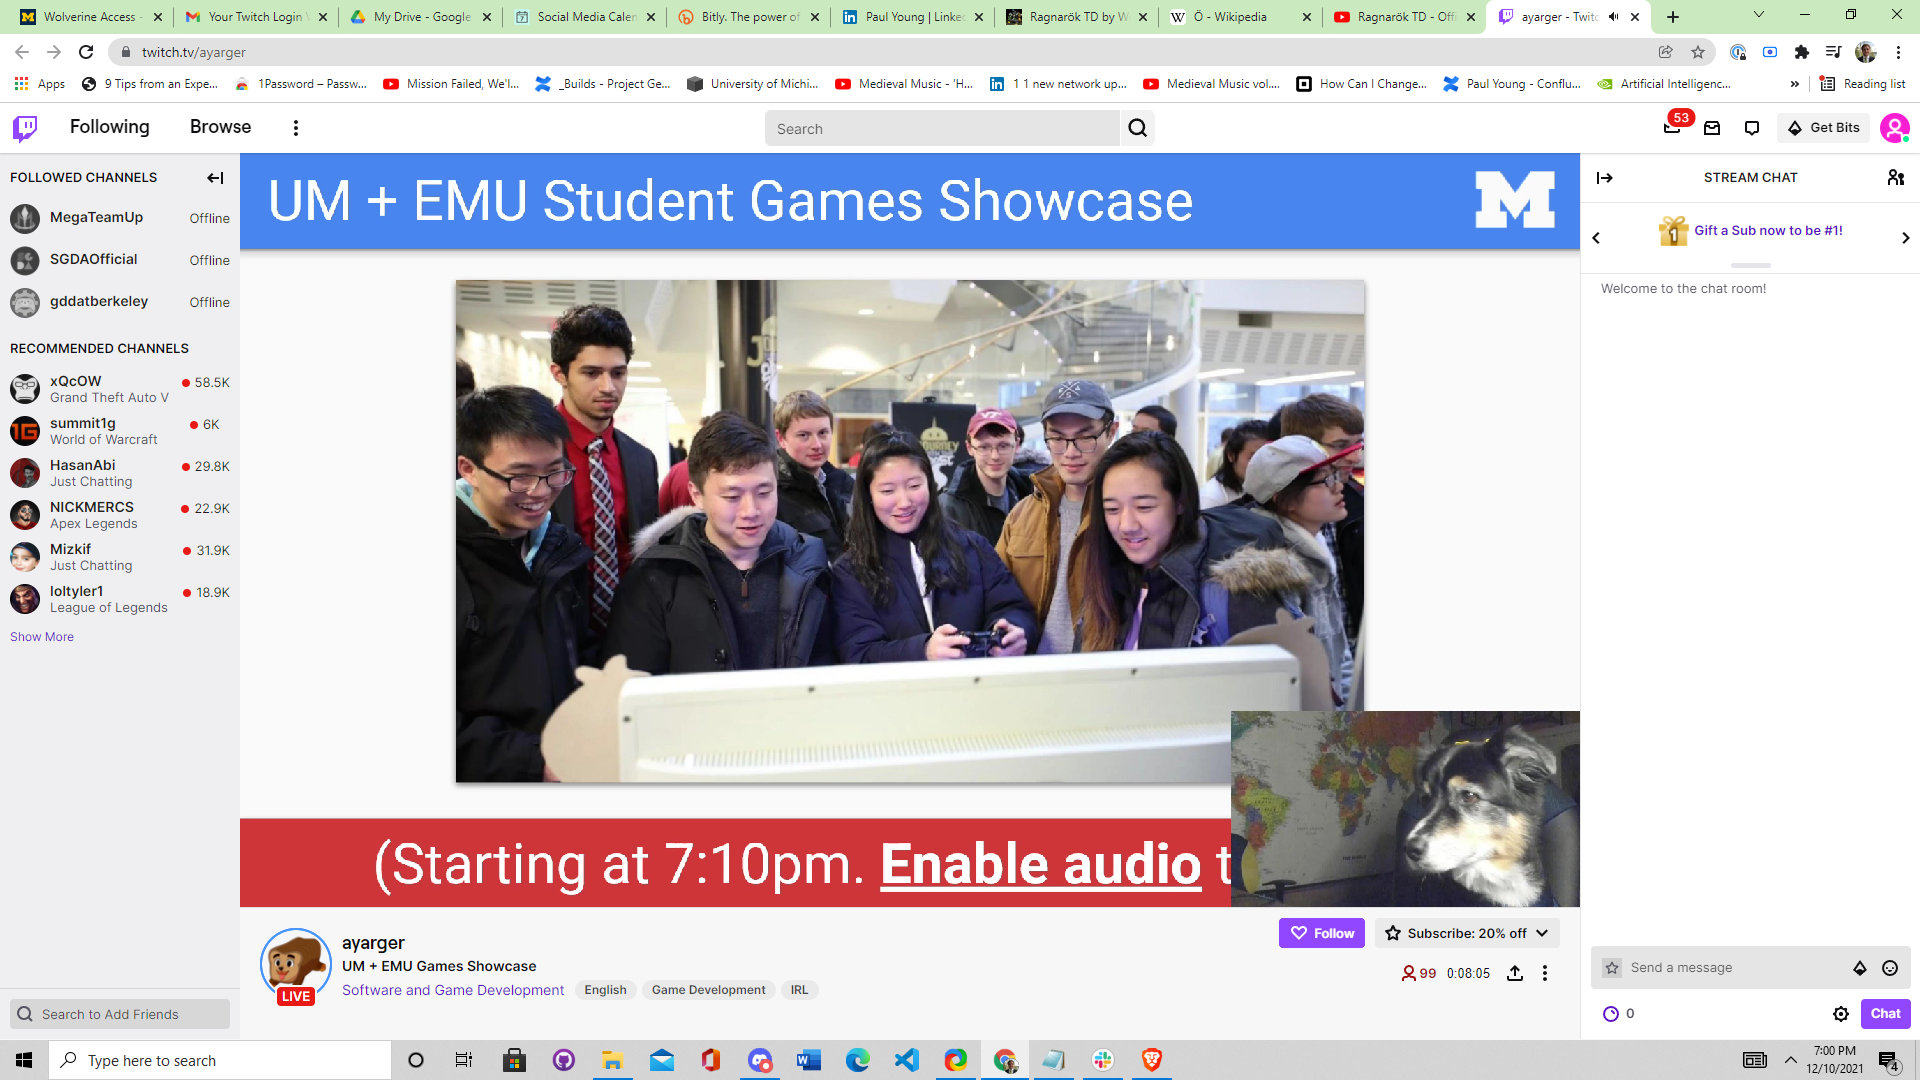 Wolverine Access -
Your Twitch Login
My Drive - Google
Social Media Calen
Bitly. The power of
Paul Young | Linke
Ragnarök TD by W
Ö - Wikipedia
Ragnarök TD - Off
ayarger - Twitc
twitch.tv/ayarger
Apps
9 Tips from an Expe...
1Password – Passw...
Mission Failed, We'l...
_Builds - Project Ge...
University of Michi...
Medieval Music - 'H...
1 1 new network up...
Medieval Music vol....
How Can I Change...
Paul Young - Conflu...
Artificial Intelligenc...
»
Reading list
Following
Browse
Search
53
Get Bits
FOLLOWED CHANNELS
MegaTeamUp Offline
SGDAOfficial Offline
gddatberkeley Offline
RECOMMENDED CHANNELS
xQcOW 58.5K
Grand Theft Auto V
summit1g 6K
World of Warcraft
HasanAbi 29.8K
Just Chatting
NICKMERCS 22.9K
Apex Legends
Mizkif 31.9K
Just Chatting
loltyler1 18.9K
League of Legends
Show More
Search to Add Friends
UM + EMU Student Games Showcase
M
(Starting at 7:10pm. Enable audio t
LIVE
ayarger
UM + EMU Games Showcase
Software and Game Development
English
Game Development
IRL
Follow
Subscribe: 20% off
99
0:08:05
STREAM CHAT
1
Gift a Sub now to be #1!
Welcome to the chat room!
Send a message
0
Chat
Type here to search
7:00 PM
12/10/2021
4